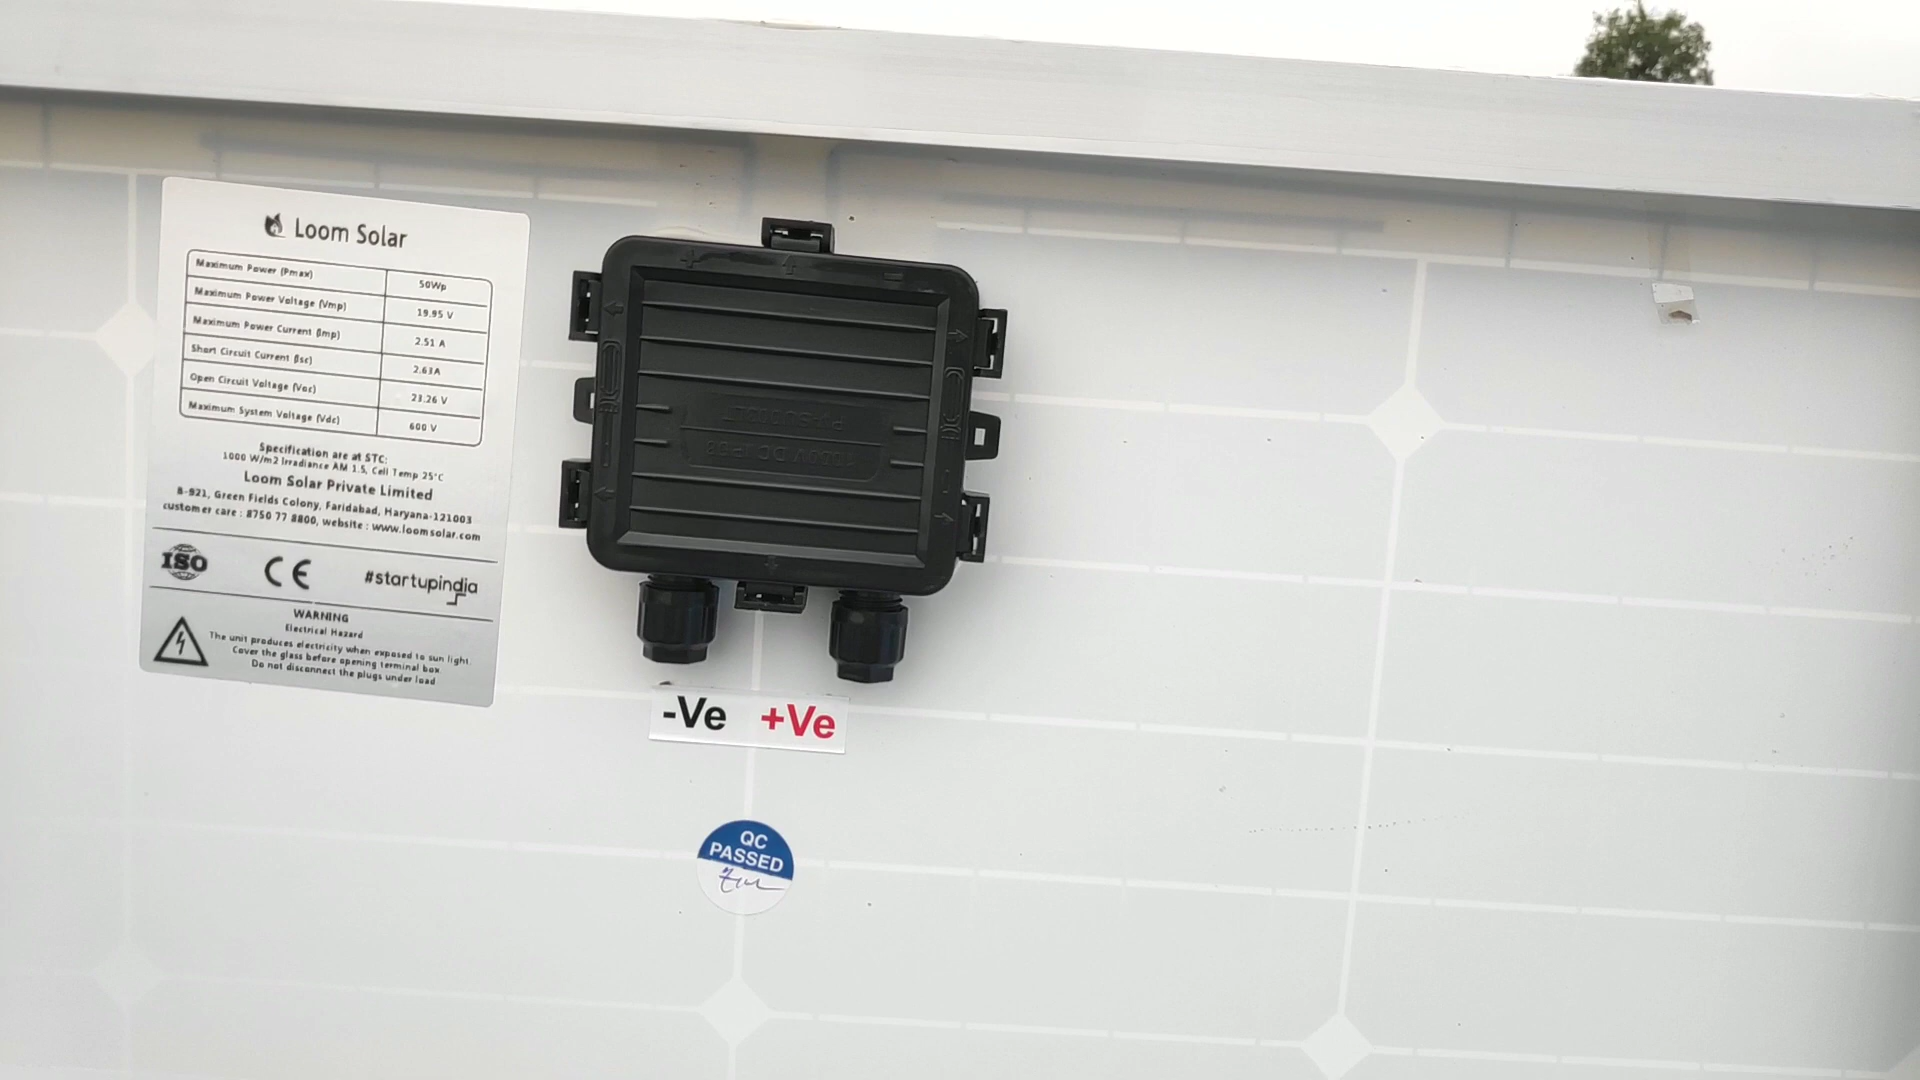 Loom Solar
Maximum Power (Pmax) 50Wp
Maximum Power Voltage (Vmp) 19.95 V
Maximum Power Current (Imp) 2.51 A
Short Circuit Current (Isc) 2.63A
Open Circuit Voltage (Voc) 23.26 V
Maximum System Voltage (Vdc) 600 V
Specification are at STC:
1000 W/m2 Irradiance AM 1.5, Cell Temp 25°C
Loom Solar Private Limited
B-921, Green Fields Colony, Faridabad, Haryana-121003
customer care : 8750 77 8800, website : www.loomsolar.com
ISO CE #startupindia
WARNING
Electrical Hazard
The unit produces electricity when exposed to sun light.
Cover the glass before opening terminal box.
Do not disconnect the plugs under load
-Ve +Ve
QC
PASSED